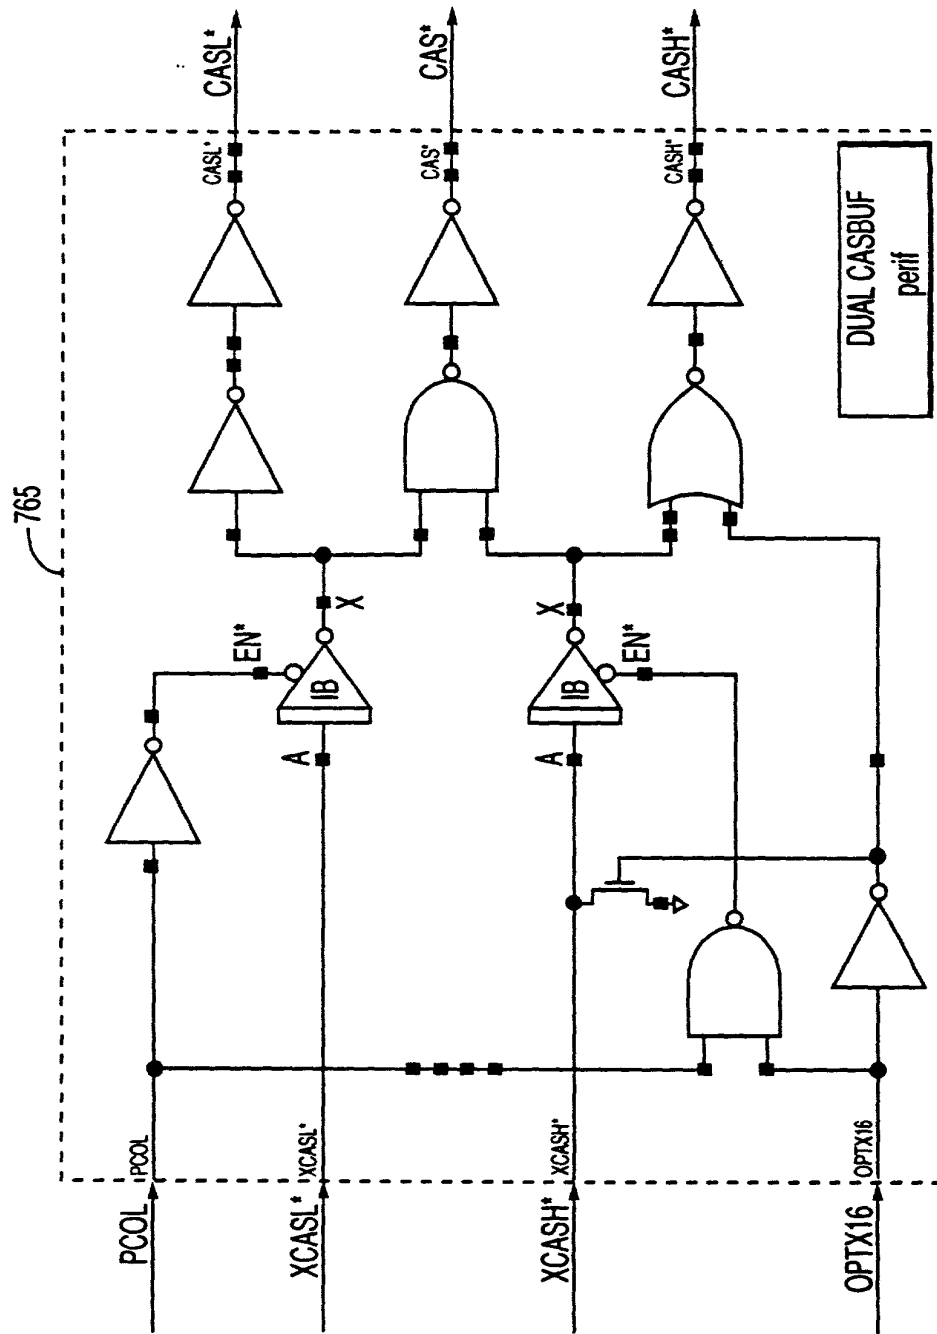 765
CASL*
CAS*
CASH*
CASL*
CAS*
CASH*
DUAL CASBUF
perif
X
X
EN*
EN*
IB
IB
A
A
PCOL
XCASL*
XCASH*
OPTX16
PCOL
XCASL*
XCASH*
OPTX16